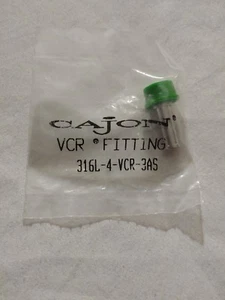 CAJON
VCR ® FITTING
316L-4-VCR-3AS